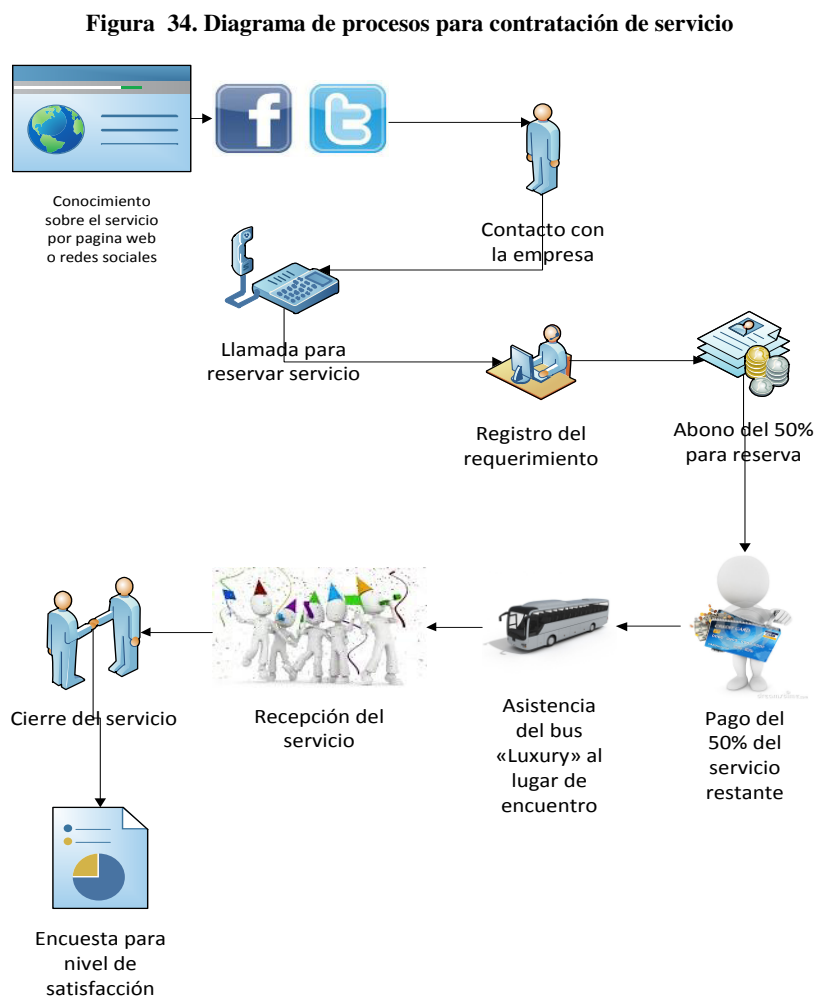 Figura 34. Diagrama de procesos para contratación de servicio
Conocimiento
sobre el servicio
por pagina web
o redes sociales
Contacto con
la empresa
Llamada para
reservar servicio
Registro del
requerimiento
Abono del 50%
para reserva
Cierre del servicio
Recepción del
servicio
Asistencia
del bus
«Luxury» al
lugar de
encuentro
Pago del
50% del
servicio
restante
Encuesta para
nivel de
satisfacción